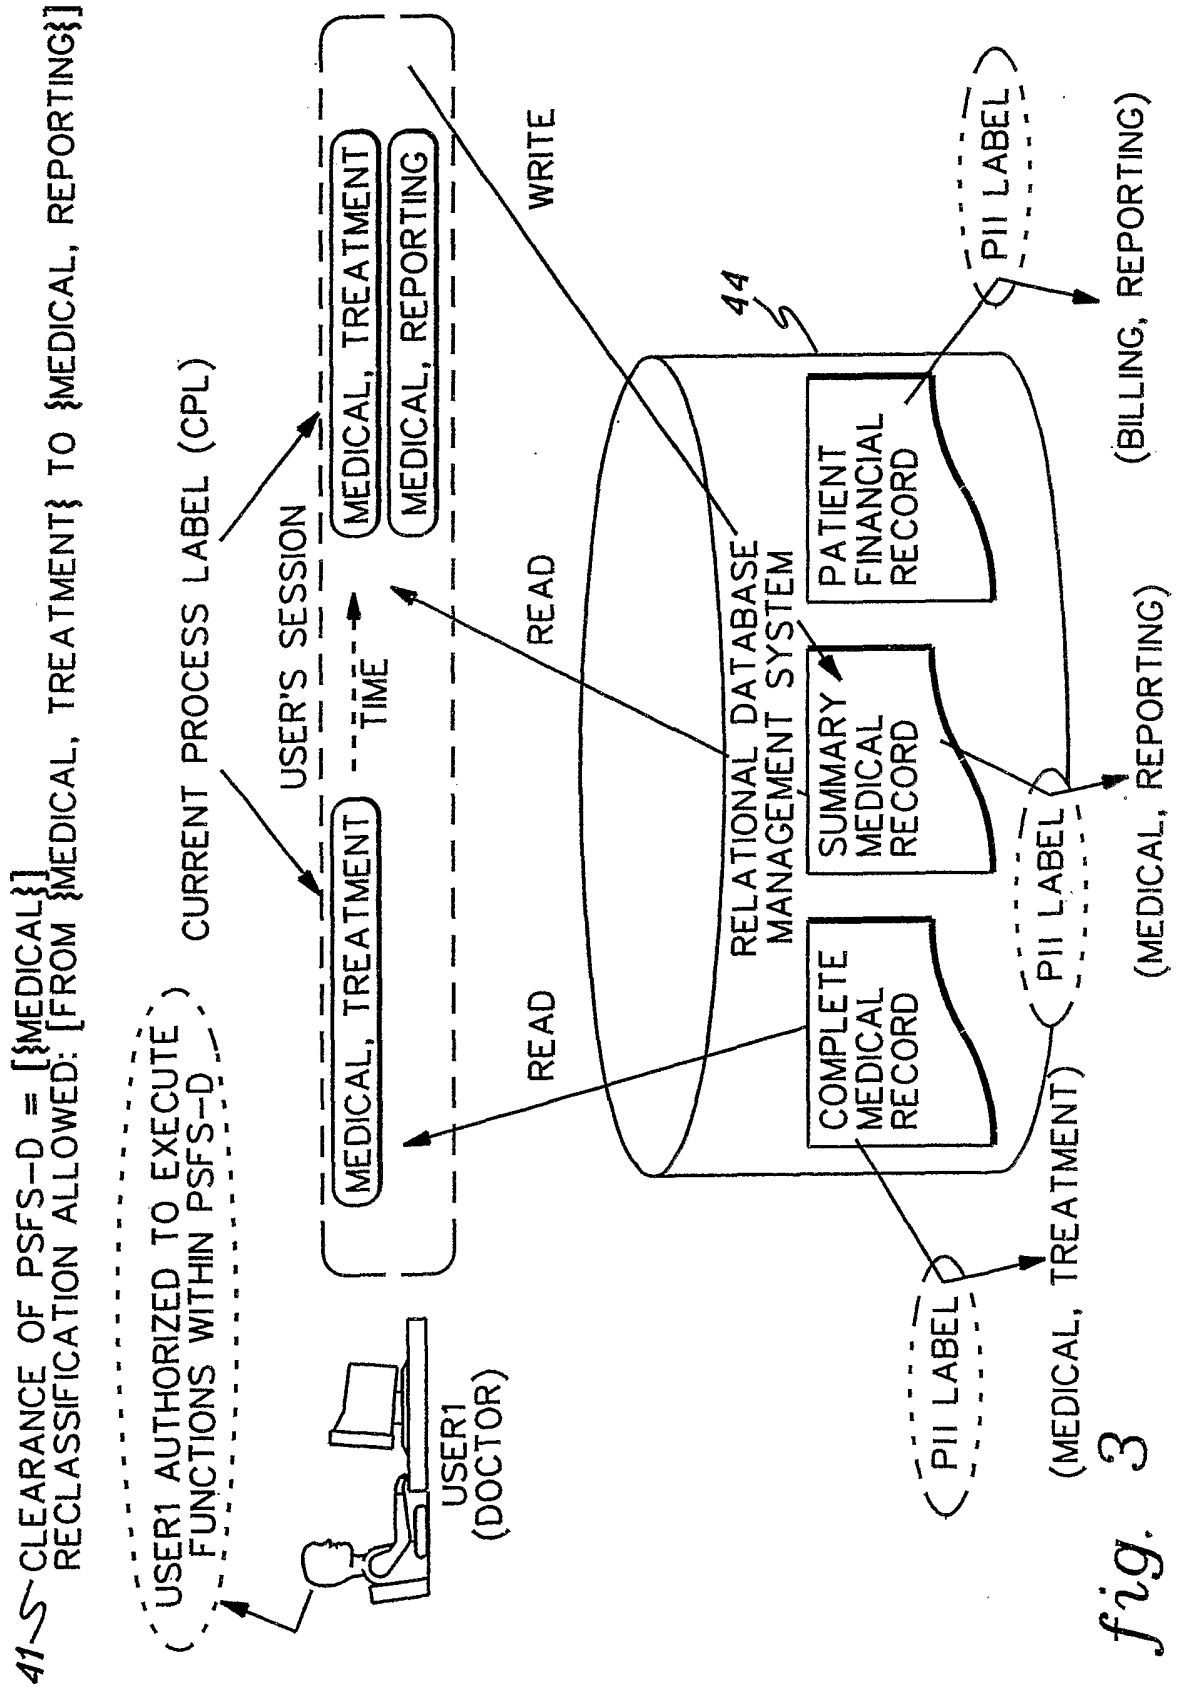 41 CLEARANCE OF PSFS-D = [{MEDICAL}]
RECLASSIFICATION ALLOWED: [FROM {MEDICAL, TREATMENT} TO {MEDICAL, REPORTING}]
USER1 AUTHORIZED TO EXECUTE
FUNCTIONS WITHIN PSFS-D
CURRENT PROCESS LABEL (CPL)
USER'S SESSION
MEDICAL, TREATMENT
TIME
MEDICAL, TREATMENT
MEDICAL, REPORTING
USER1
(DOCTOR)
READ
READ
WRITE
44
RELATIONAL DATABASE
MANAGEMENT SYSTEM
COMPLETE
MEDICAL
RECORD
SUMMARY
MEDICAL
RECORD
PATIENT
FINANCIAL
RECORD
PII LABEL
(MEDICAL, TREATMENT)
PII LABEL
(MEDICAL, REPORTING)
PII LABEL
(BILLING, REPORTING)
fig. 3